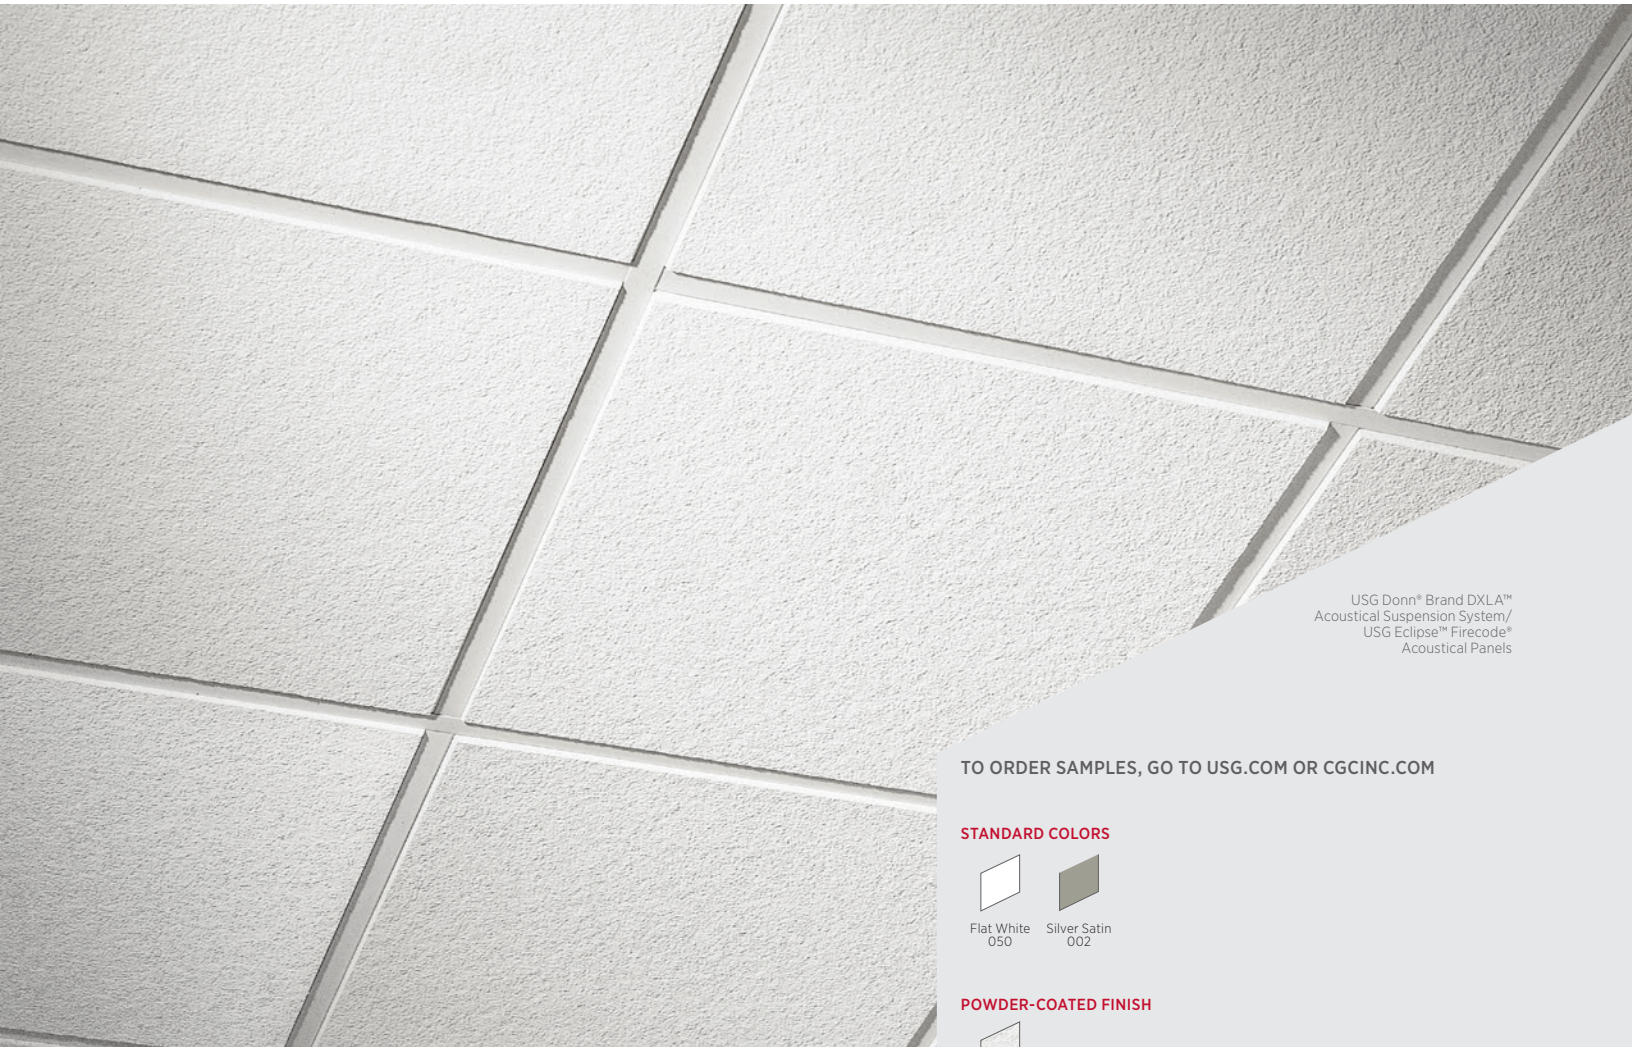 USG Donn® Brand DXLA™
Acoustical Suspension System/
USG Eclipse™ Firecode®
Acoustical Panels
TO ORDER SAMPLES, GO TO USG.COM OR CGCINC.COM
STANDARD COLORS
Flat White
050
Silver Satin
002
POWDER-COATED FINISH